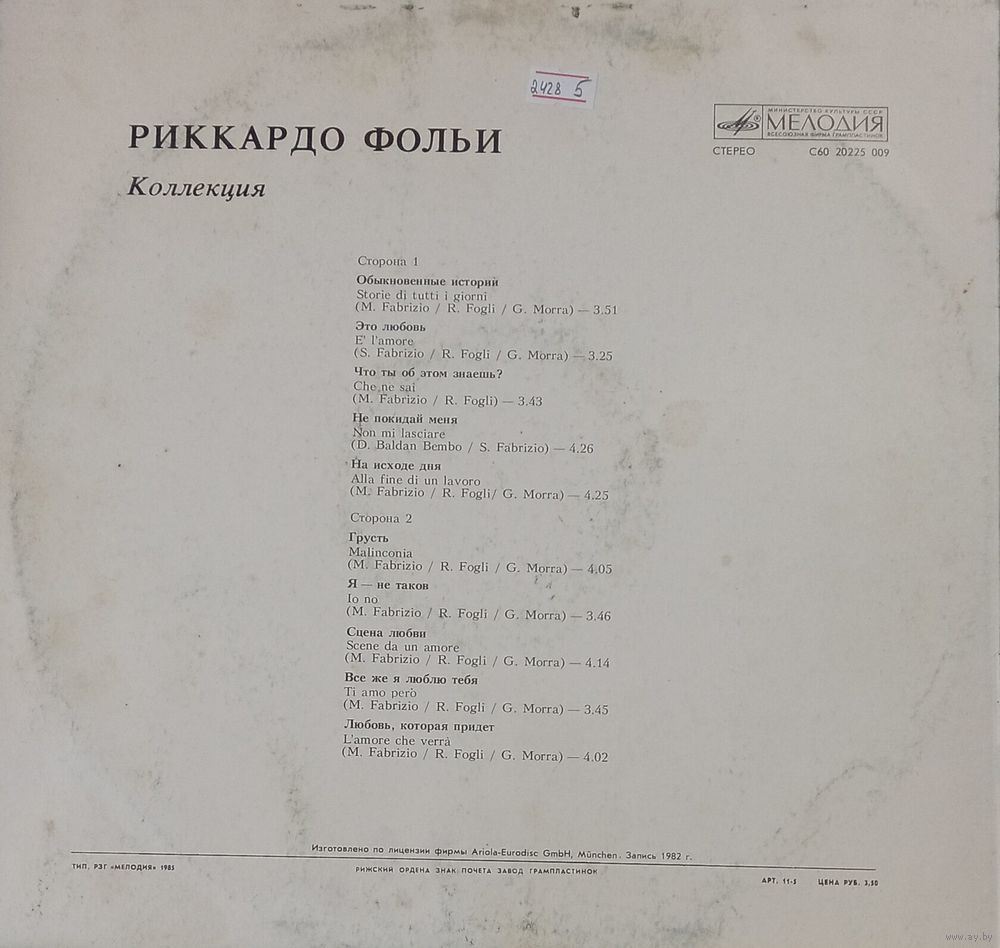 2428 5
РИККАРДО ФОЛЬИ
Коллекция
МИНИСТЕРСТВО КУЛЬТУРЫ СССР
МЕЛОДИЯ
ВСЕСОЮЗНАЯ ФИРМА ГРАМПЛАСТИНОК
СТЕРЕО С60 20225 009
Сторона 1
Обыкновенные истории
Storie di tutti i giorni
(M. Fabrizio / R. Fogli / G. Morra) — 3.51
Это любовь
E' l'amore
(S. Fabrizio / R. Fogli / G. Morra) — 3.25
Что ты об этом знаешь?
Che ne sai
(M. Fabrizio / R. Fogli) — 3.43
Не покидай меня
Non mi lasciare
(D. Baldan Bembo / S. Fabrizio) — 4.26
На исходе дня
Alla fine di un lavoro
(M. Fabrizio / R. Fogli/ G. Morra) — 4.25
Сторона 2
Грусть
Malinconia
(M. Fabrizio / R. Fogli / G. Morra) — 4.05
Я — не таков
Io no
(M. Fabrizio / R. Fogli / G. Morra) — 3.46
Сцена любви
Scene da un amore
(M. Fabrizio / R. Fogli / G. Morra) — 4.14
Все же я люблю тебя
Ti amo però
(M. Fabrizio / R. Fogli / G. Morra) — 3.45
Любовь, которая придет
L'amore che verrà
(M. Fabrizio / R. Fogli / G. Morra) — 4.02
Изготовлено по лицензии фирмы Ariola-Eurodisc GmbH, München. Запись 1982 г.
ТИП. РЗГ «МЕЛОДИЯ» 1985
РИЖСКИЙ ОРДЕНА ЗНАК ПОЧЕТА ЗАВОД ГРАМПЛАСТИНОК
АРТ. 11-5 ЦЕНА РУБ. 3,50
www.ay.by